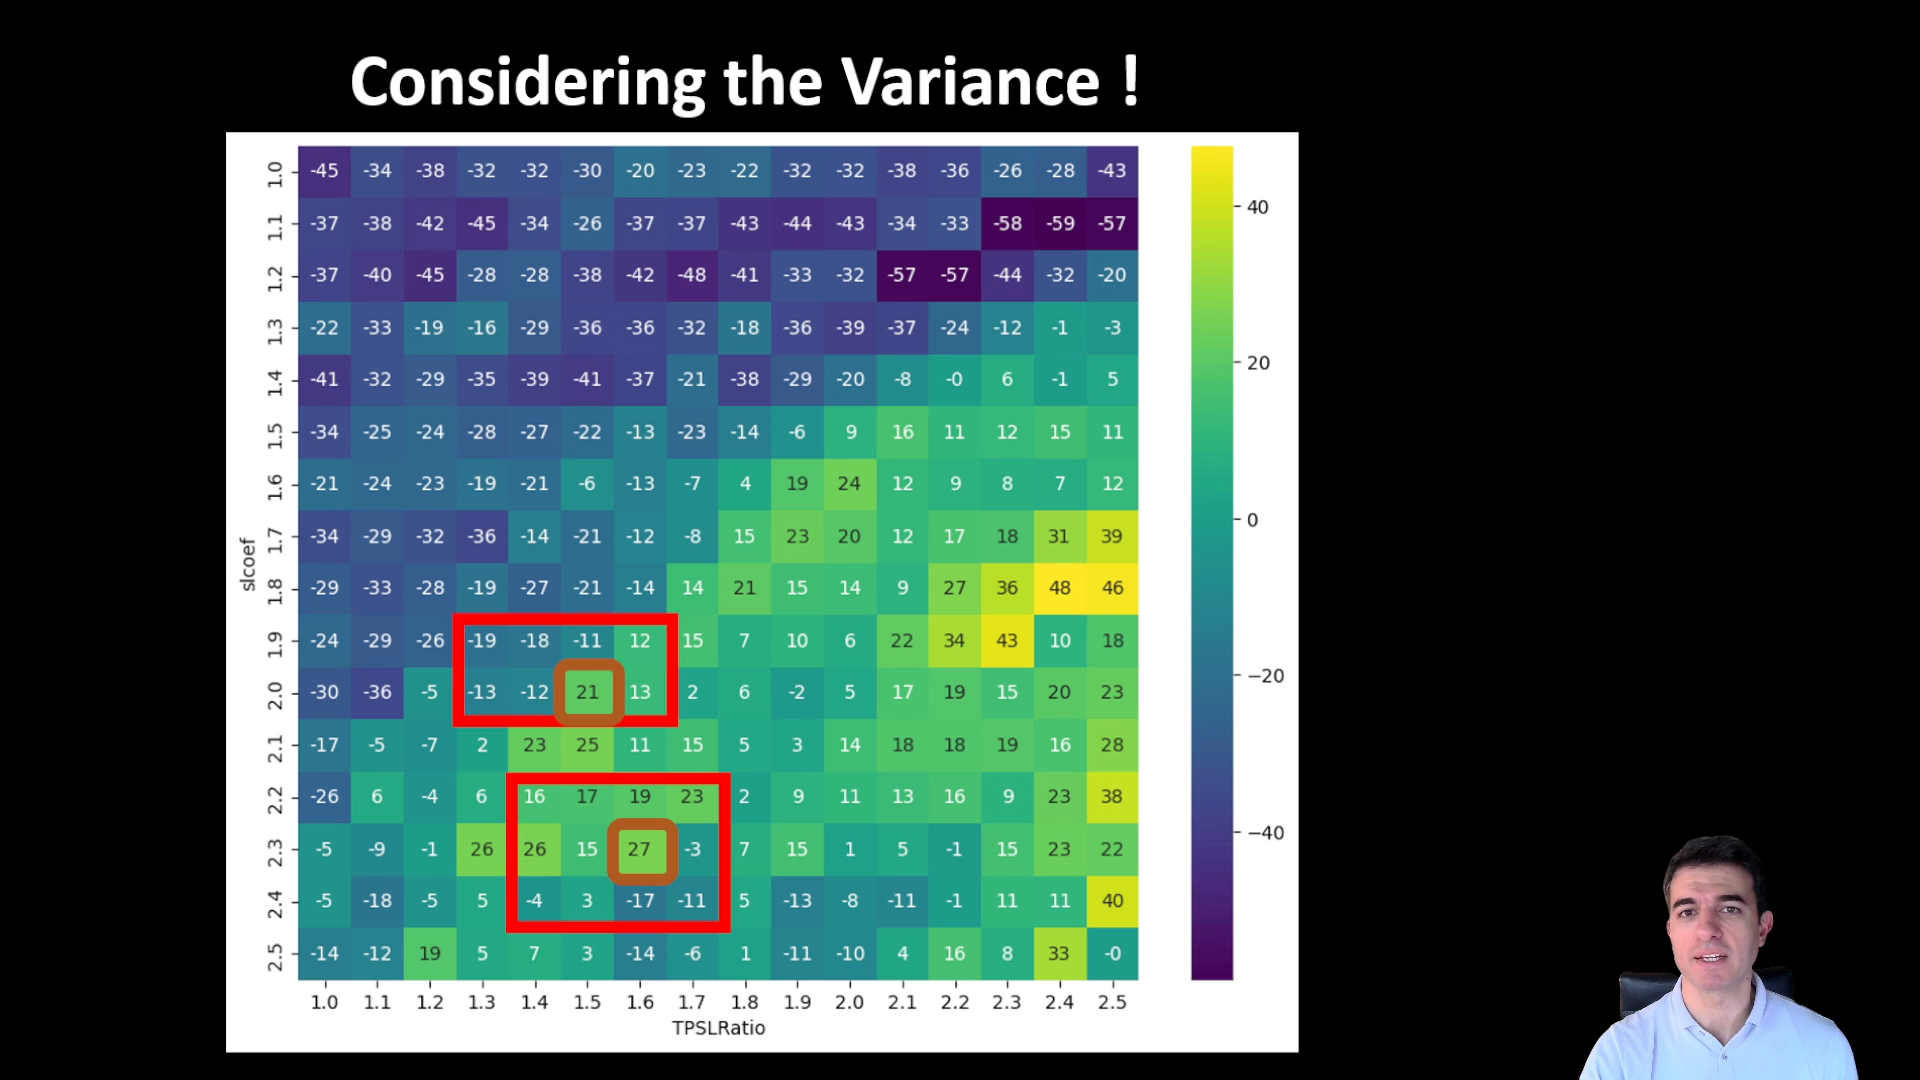 Considering the Variance !
1.0 -45 -34 -38 -32 -32 -30 -20 -23 -22 -32 -32 -38 -36 -26 -28 -43
1.1 -37 -38 -42 -45 -34 -26 -37 -37 -43 -44 -43 -34 -33 -58 -59 -57
1.2 -37 -40 -45 -28 -28 -38 -42 -48 -41 -33 -32 -57 -57 -44 -32 -20
1.3 -22 -33 -19 -16 -29 -36 -36 -32 -18 -36 -39 -37 -24 -12 -1 -3
1.4 -41 -32 -29 -35 -39 -41 -37 -21 -38 -29 -20 -8 -0 6 -1 5
1.5 -34 -25 -24 -28 -27 -22 -13 -23 -14 -6 9 16 11 12 15 11
1.6 -21 -24 -23 -19 -21 -6 -13 -7 4 19 24 12 9 8 7 12
1.7 -34 -29 -32 -36 -14 -21 -12 -8 15 23 20 12 17 18 31 39
1.8 -29 -33 -28 -19 -27 -21 -14 14 21 15 14 9 27 36 48 46
1.9 -24 -29 -26 -19 -18 -11 12 15 7 10 6 22 34 43 10 18
2.0 -30 -36 -5 -13 -12 21 13 2 6 -2 5 17 19 15 20 23
2.1 -17 -5 -7 2 23 25 11 15 5 3 14 18 18 19 16 28
2.2 -26 6 -4 6 16 17 19 23 2 9 11 13 16 9 23 38
2.3 -5 -9 -1 26 26 15 27 -3 7 15 1 5 -1 15 23 22
2.4 -5 -18 -5 5 -4 3 -17 -11 5 -13 -8 -11 -1 11 11 40
2.5 -14 -12 19 5 7 3 -14 -6 1 -11 -10 4 16 8 33 -0
1.0 1.1 1.2 1.3 1.4 1.5 1.6 1.7 1.8 1.9 2.0 2.1 2.2 2.3 2.4 2.5
slcoef
TPSLRatio
40
20
0
−20
−40